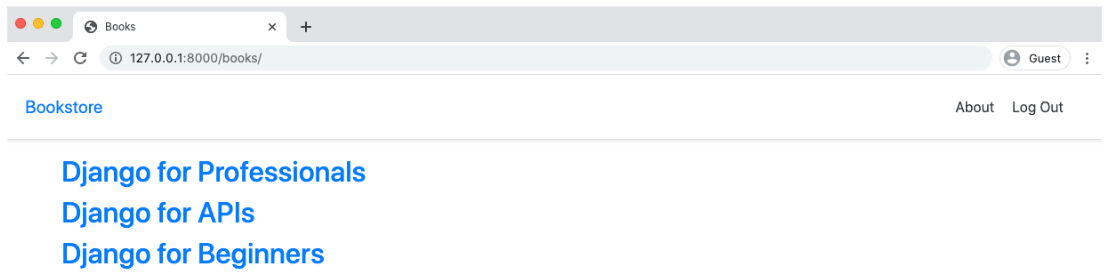 Books
127.0.0.1:8000/books/
Guest
Bookstore
About Log Out
Django for Professionals
Django for APIs
Django for Beginners